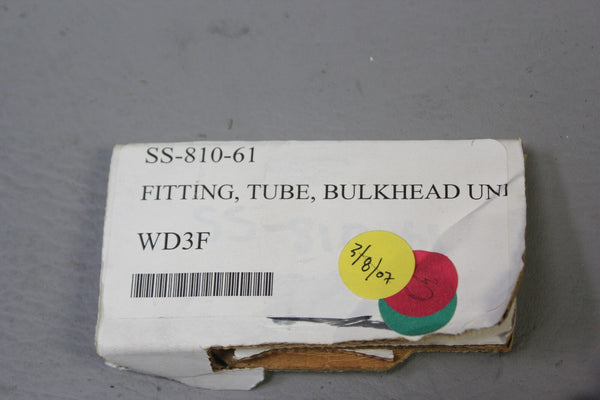 SS-810-61
FITTING, TUBE, BULKHEAD UNI
WD3F
3/8/07